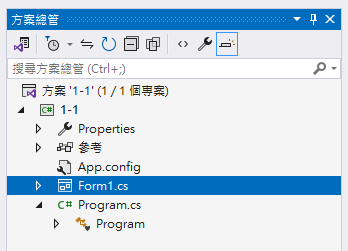 方案總管
搜尋方案總管 (Ctrl+;)
方案 '1-1' (1 / 1 個專案)
C# 1-1
Properties
參考
App.config
Form1.cs
C# Program.cs
Program